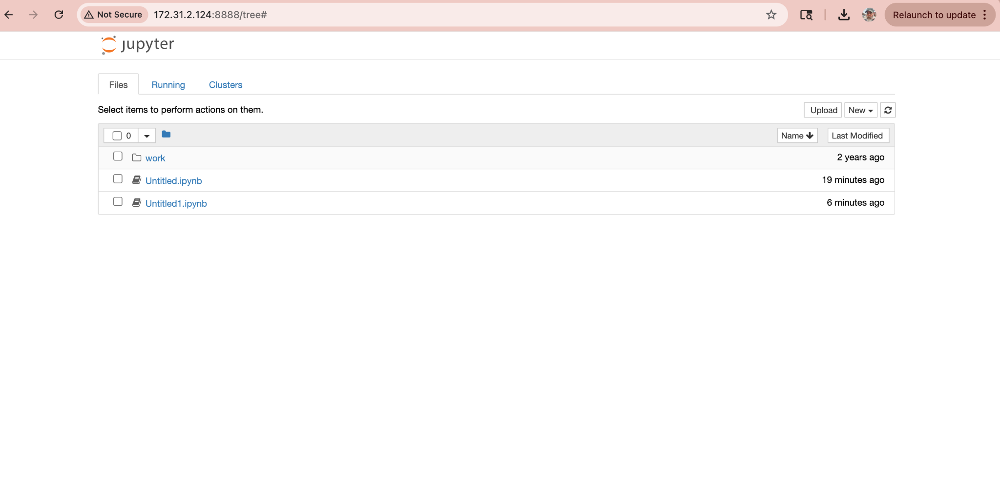 Not Secure 172.31.2.124:8888/tree# Relaunch to update
jupyter
Files Running Clusters
Select items to perform actions on them. Upload New
0 Name Last Modified
work 2 years ago
Untitled.ipynb 19 minutes ago
Untitled1.ipynb 6 minutes ago